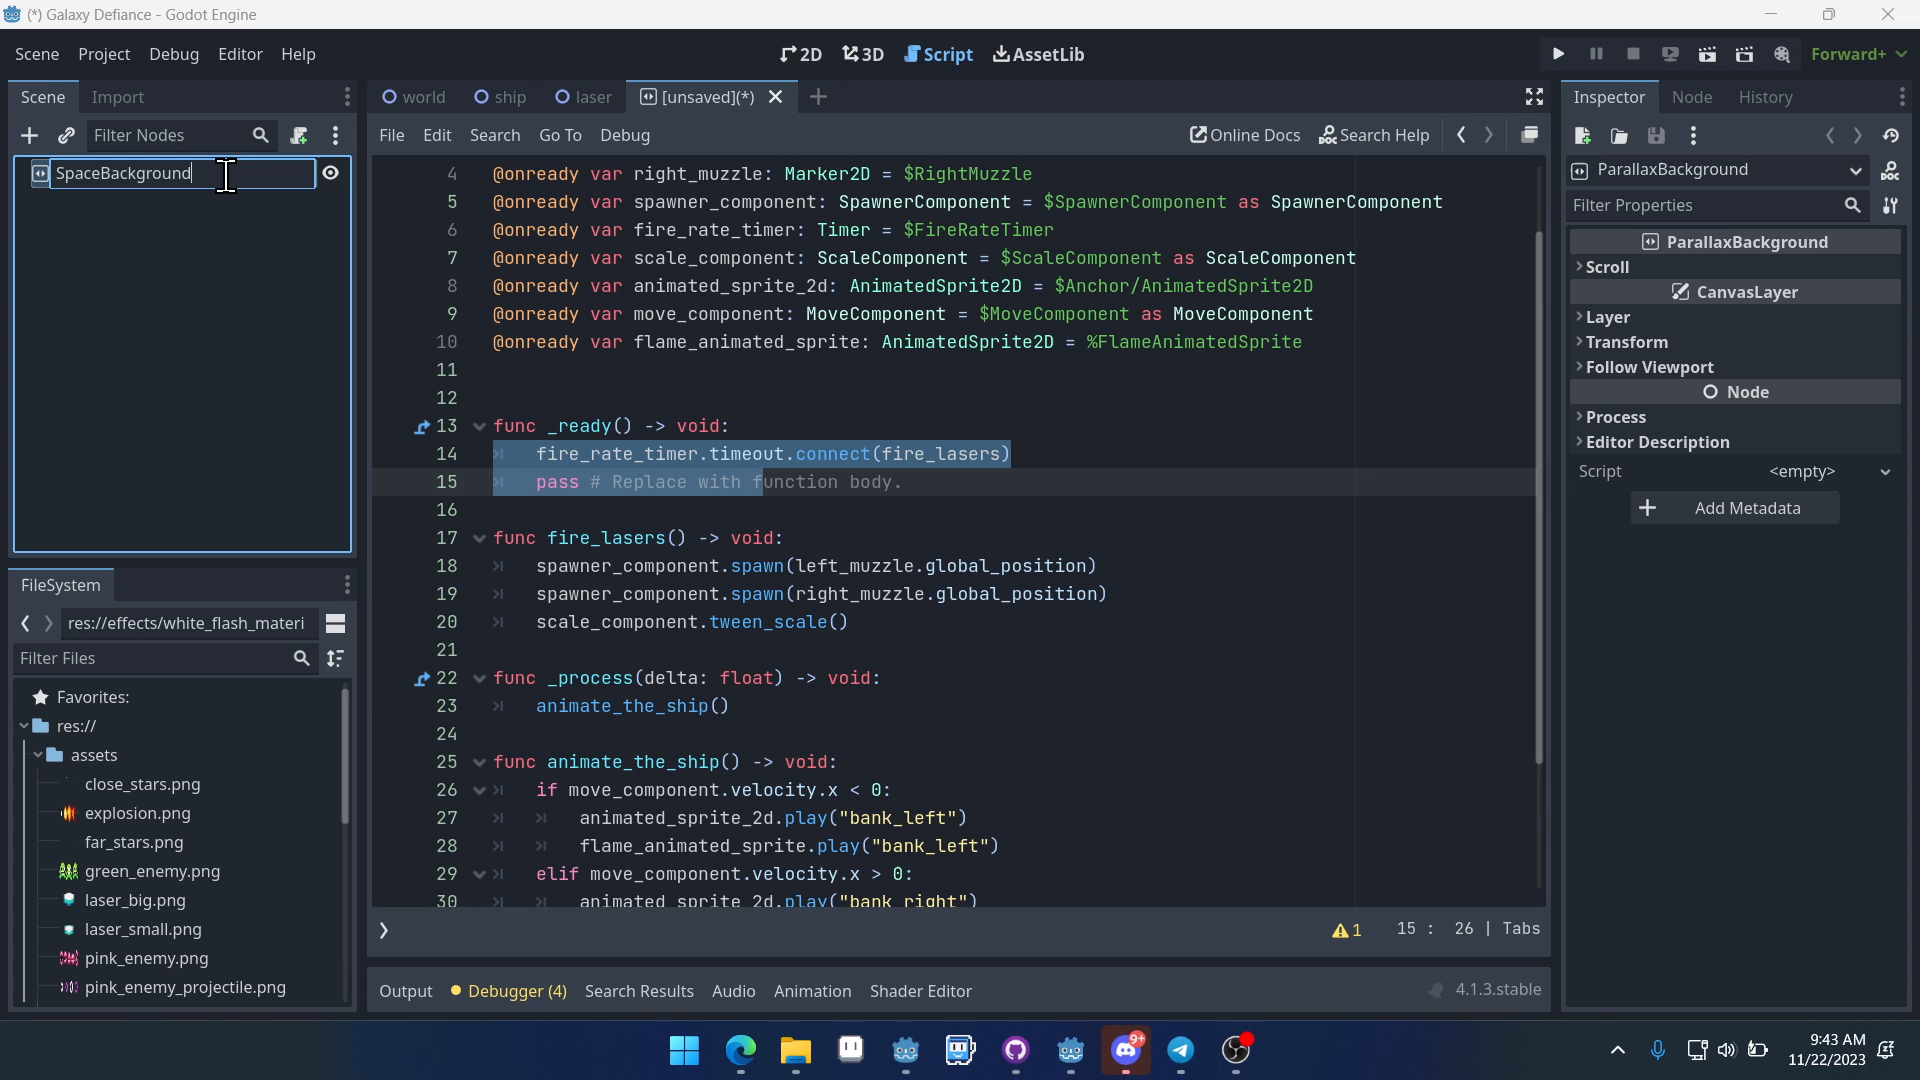 (*) Galaxy Defiance - Godot Engine
Scene Project Debug Editor Help
2D 3D Script AssetLib
Forward+
Scene Import
world ship laser [unsaved](*)
Inspector Node History
Filter Nodes
File Edit Search Go To Debug
Online Docs Search Help
SpaceBackground
ParallaxBackground
Filter Properties
ParallaxBackground
Scroll
CanvasLayer
Layer
Transform
Follow Viewport
Node
Process
Editor Description
Script <empty>
Add Metadata
4 @onready var right_muzzle: Marker2D = $RightMuzzle
5 @onready var spawner_component: SpawnerComponent = $SpawnerComponent as SpawnerComponent
6 @onready var fire_rate_timer: Timer = $FireRateTimer
7 @onready var scale_component: ScaleComponent = $ScaleComponent as ScaleComponent
8 @onready var animated_sprite_2d: AnimatedSprite2D = $Anchor/AnimatedSprite2D
9 @onready var move_component: MoveComponent = $MoveComponent as MoveComponent
10 @onready var flame_animated_sprite: AnimatedSprite2D = %FlameAnimatedSprite
11
12
13 func _ready() -> void:
14 fire_rate_timer.timeout.connect(fire_lasers)
15 pass # Replace with function body.
16
17 func fire_lasers() -> void:
18 spawner_component.spawn(left_muzzle.global_position)
19 spawner_component.spawn(right_muzzle.global_position)
20 scale_component.tween_scale()
21
22 func _process(delta: float) -> void:
23 animate_the_ship()
24
25 func animate_the_ship() -> void:
26 if move_component.velocity.x < 0:
27 animated_sprite_2d.play("bank_left")
28 flame_animated_sprite.play("bank_left")
29 elif move_component.velocity.x > 0:
30 animated_sprite_2d.play("bank_right")
1 15 : 26 | Tabs
FileSystem
res://effects/white_flash_materi
Filter Files
Favorites:
res://
assets
close_stars.png
explosion.png
far_stars.png
green_enemy.png
laser_big.png
laser_small.png
pink_enemy.png
pink_enemy_projectile.png
Output Debugger (4) Search Results Audio Animation Shader Editor
4.1.3.stable
9+
9:43 AM
11/22/2023